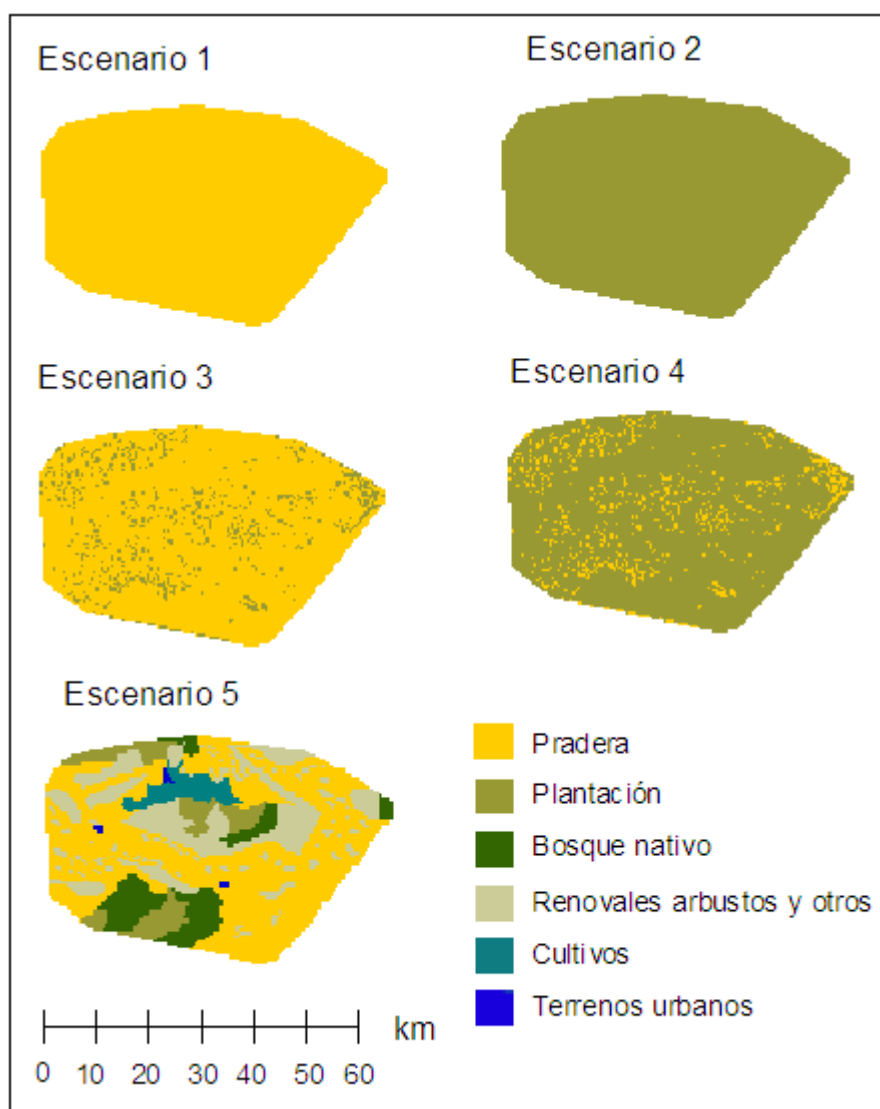 Escenario 1
Escenario 2
Escenario 3
Escenario 4
Escenario 5
Pradera
Plantación
Bosque nativo
Renovales arbustos y otros
Cultivos
Terrenos urbanos
km
0 10 20 30 40 50 60